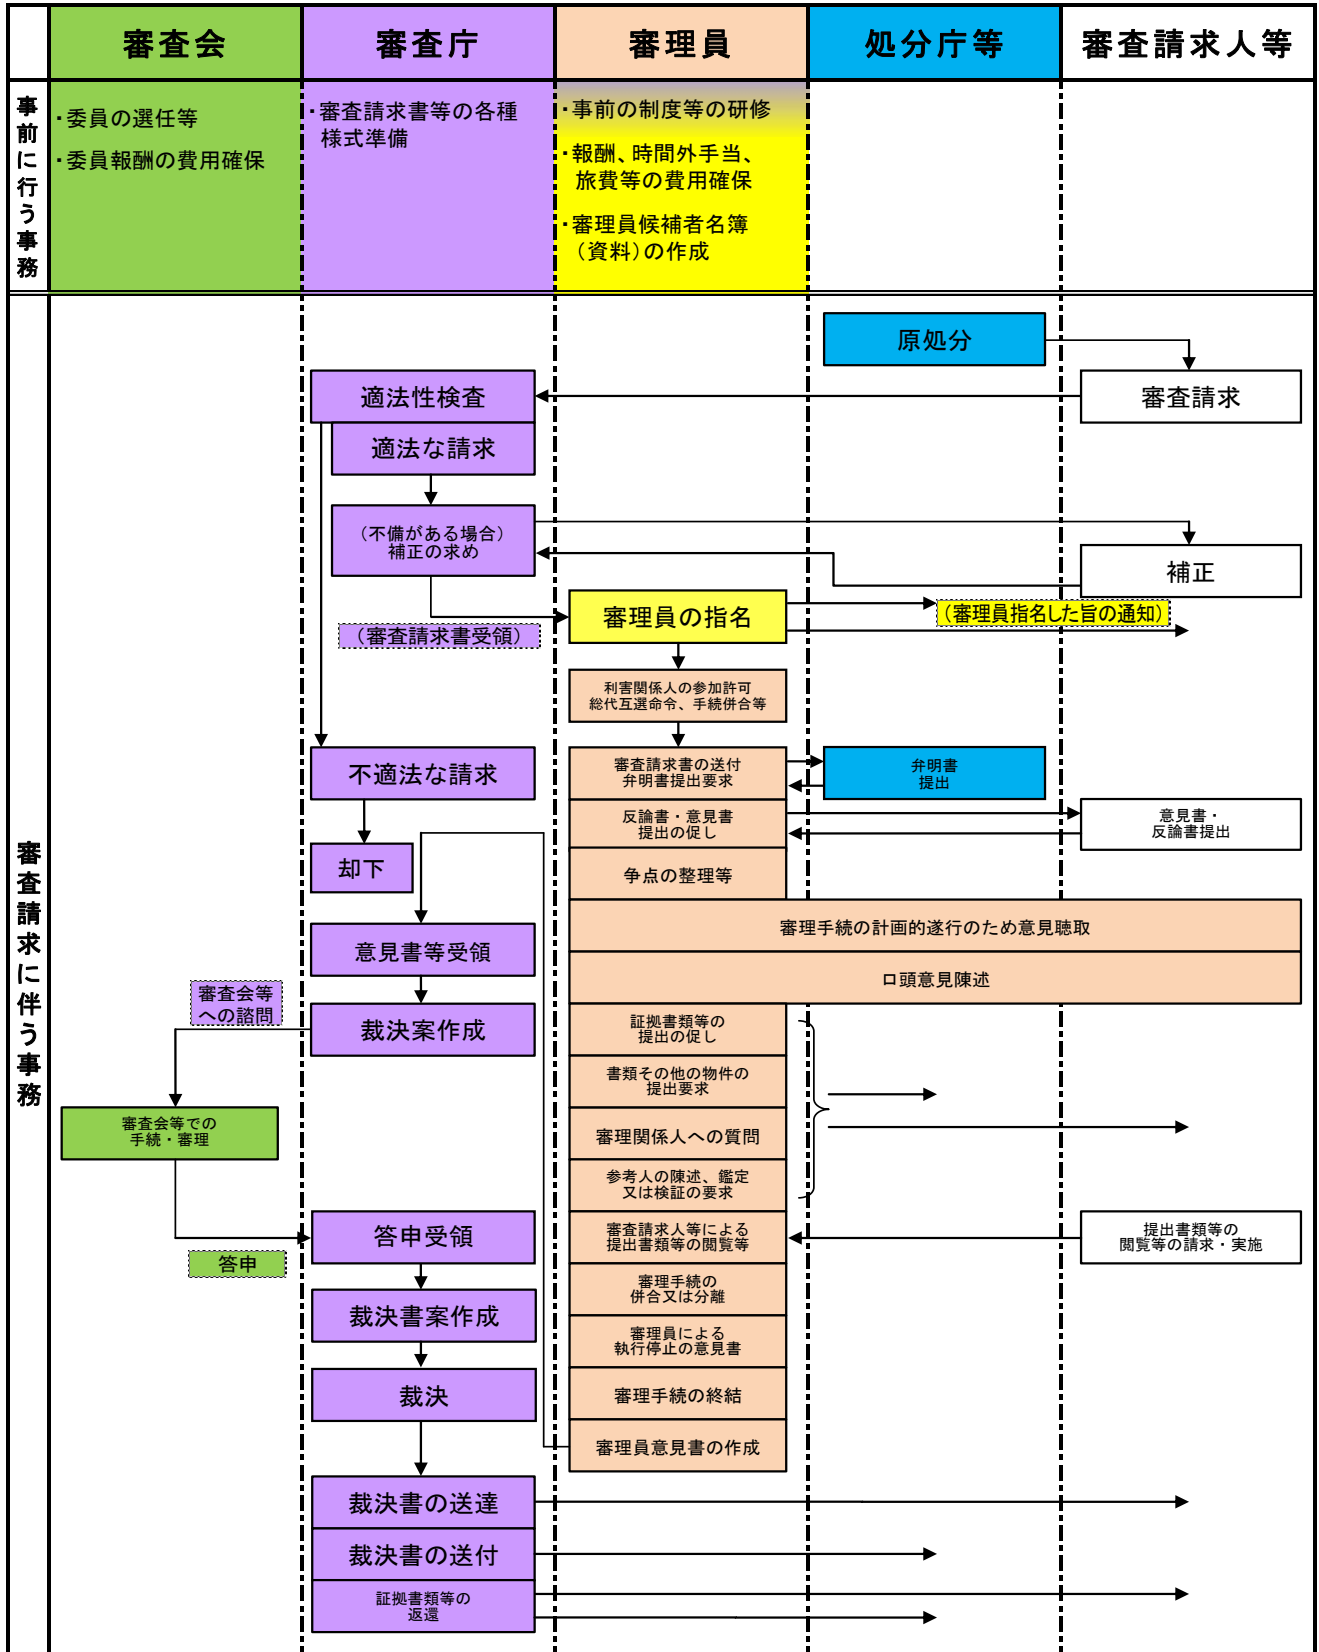 審査会
審査庁
審理員
処分庁等
審査請求人等
事前に行う事務
・委員の選任等
・委員報酬の費用確保
・審査請求書等の各種
様式準備
・事前の制度等の研修
・報酬、時間外手当、
旅費等の費用確保
・審理員候補者名簿
（資料）の作成
審査請求に伴う事務
原処分
適法性検査
審査請求
適法な請求
（不備がある場合）
補正の求め
補正
審理員の指名
（審理員指名した旨の通知）
（審査請求書受領）
利害関係人の参加許可
総代互選命令、手続併合等
不適法な請求
審査請求書の送付
弁明書提出要求
弁明書
提出
反論書・意見書
提出の促し
意見書・
反論書提出
却下
争点の整理等
審理手続の計画的遂行のため意見聴取
意見書等受領
口頭意見陳述
審査会等
への諮問
裁決案作成
証拠書類等の
提出の促し
書類その他の物件の
提出要求
審査会等での
手続・審理
審理関係人への質問
参考人の陳述、鑑定
又は検証の要求
答申受領
審査請求人等による
提出書類等の閲覧等
提出書類等の
閲覧等の請求・実施
答申
審理手続の
併合又は分離
裁決書案作成
審理員による
執行停止の意見書
裁決
審理手続の終結
審理員意見書の作成
裁決書の送達
裁決書の送付
証拠書類等の
返還